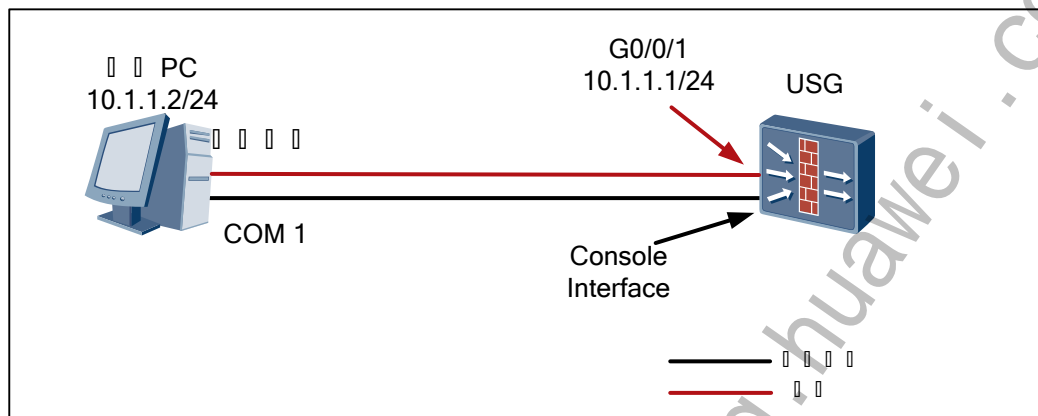 PC
10.1.1.2/24
COM 1
G0/0/1
10.1.1.1/24
USG
Console
Interface